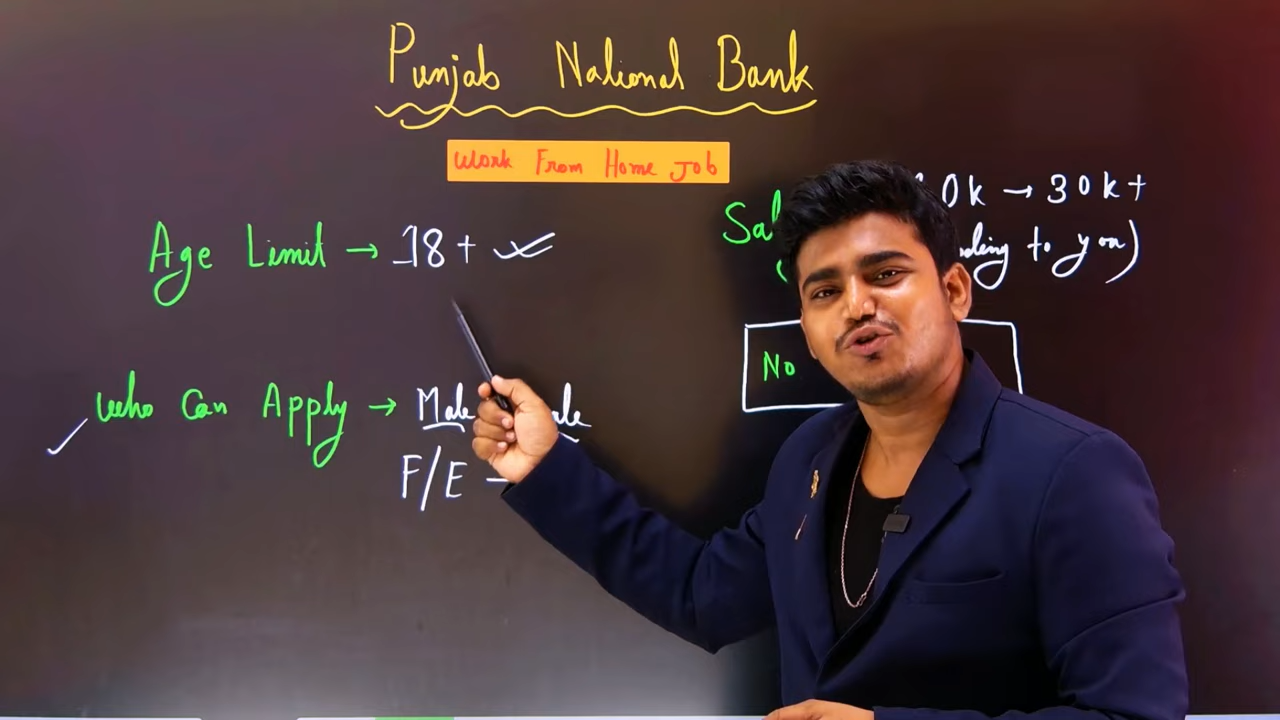 Punjab National Bank
Work From Home Job
Age Limit → 18+
0k → 30k+
to you)
Who Can Apply → Male
F/E
No